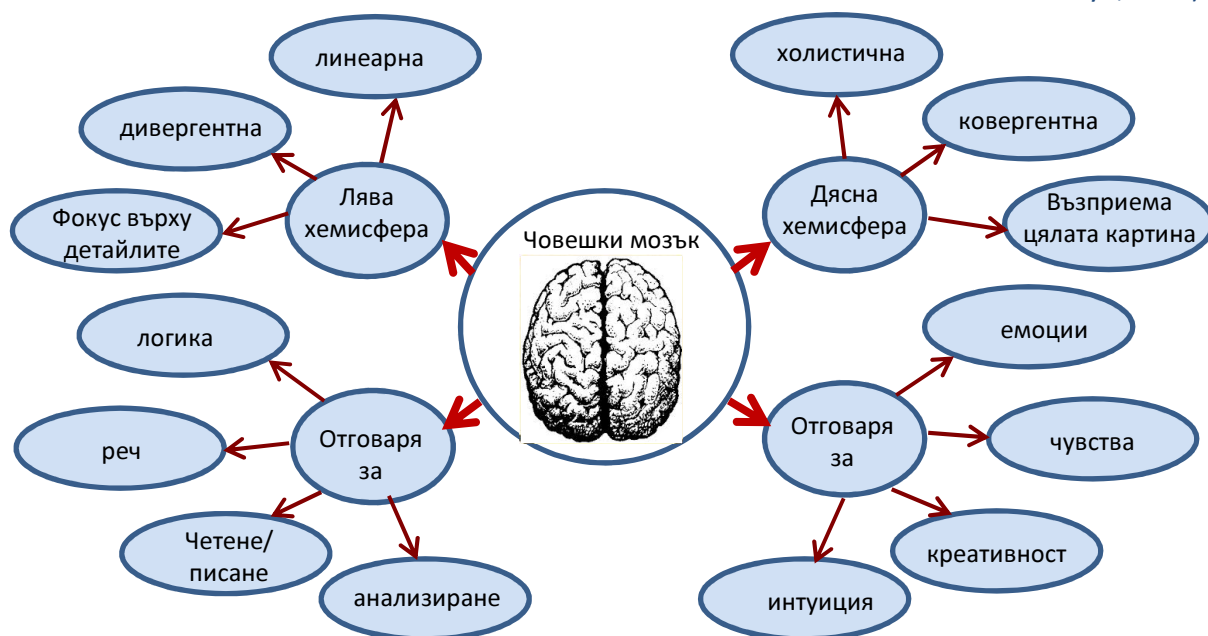 линеарна
дивергентна
Фокус върху
детайлите
Лява
хемисфера
Човешки мозък
холистична
ковергентна
Възприема
цялата картина
Дясна
хемисфера
логика
реч
Четене/
писане
анализиране
Отговаря
за
емоции
чувства
креативност
интуиция
Отговаря
за